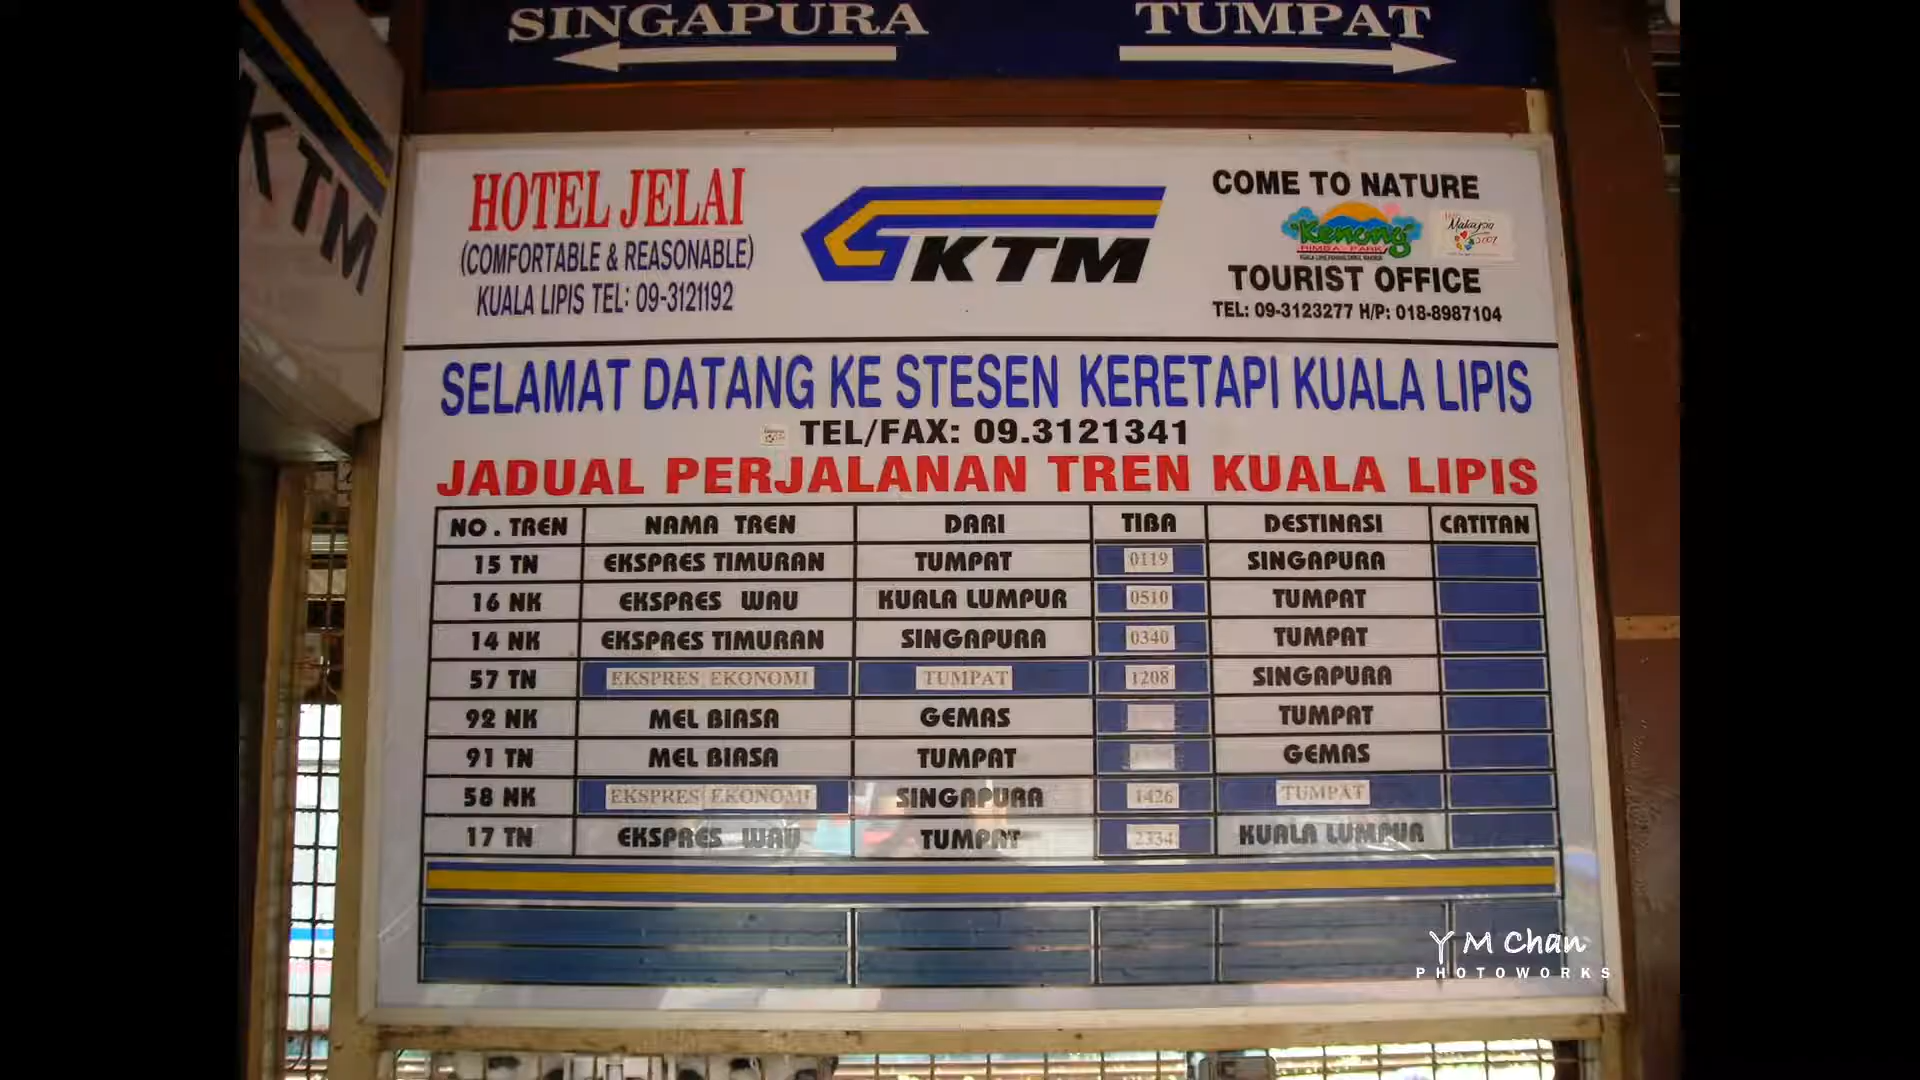 SINGAPURA TUMPAT
KTM
HOTEL JELAI
(COMFORTABLE & REASONABLE)
KUALA LIPIS TEL: 09-3121192
KTM
COME TO NATURE
Kenong
RIMBA PARK
Malaysia
2007
TOURIST OFFICE
TEL: 09-3123277 H/P: 018-8987104
SELAMAT DATANG KE STESEN KERETAPI KUALA LIPIS
TEL/FAX: 09.3121341
JADUAL PERJALANAN TREN KUALA LIPIS
NO . TREN NAMA TREN DARI TIBA DESTINASI CATITAN
15 TN EKSPRES TIMURAN TUMPAT 0119 SINGAPURA
16 NK EKSPRES WAU KUALA LUMPUR 0510 TUMPAT
14 NK EKSPRES TIMURAN SINGAPURA 0340 TUMPAT
57 TN EKSPRES EKONOMI TUMPAT 1208 SINGAPURA
92 NK MEL BIASA GEMAS TUMPAT
91 TN MEL BIASA TUMPAT GEMAS
58 NK EKSPRES EKONOMI SINGAPURA 1426 TUMPAT
17 TN EKSPRES WAU TUMPAT 2334 KUALA LUMPUR
Y M Chan
PHOTOWORKS